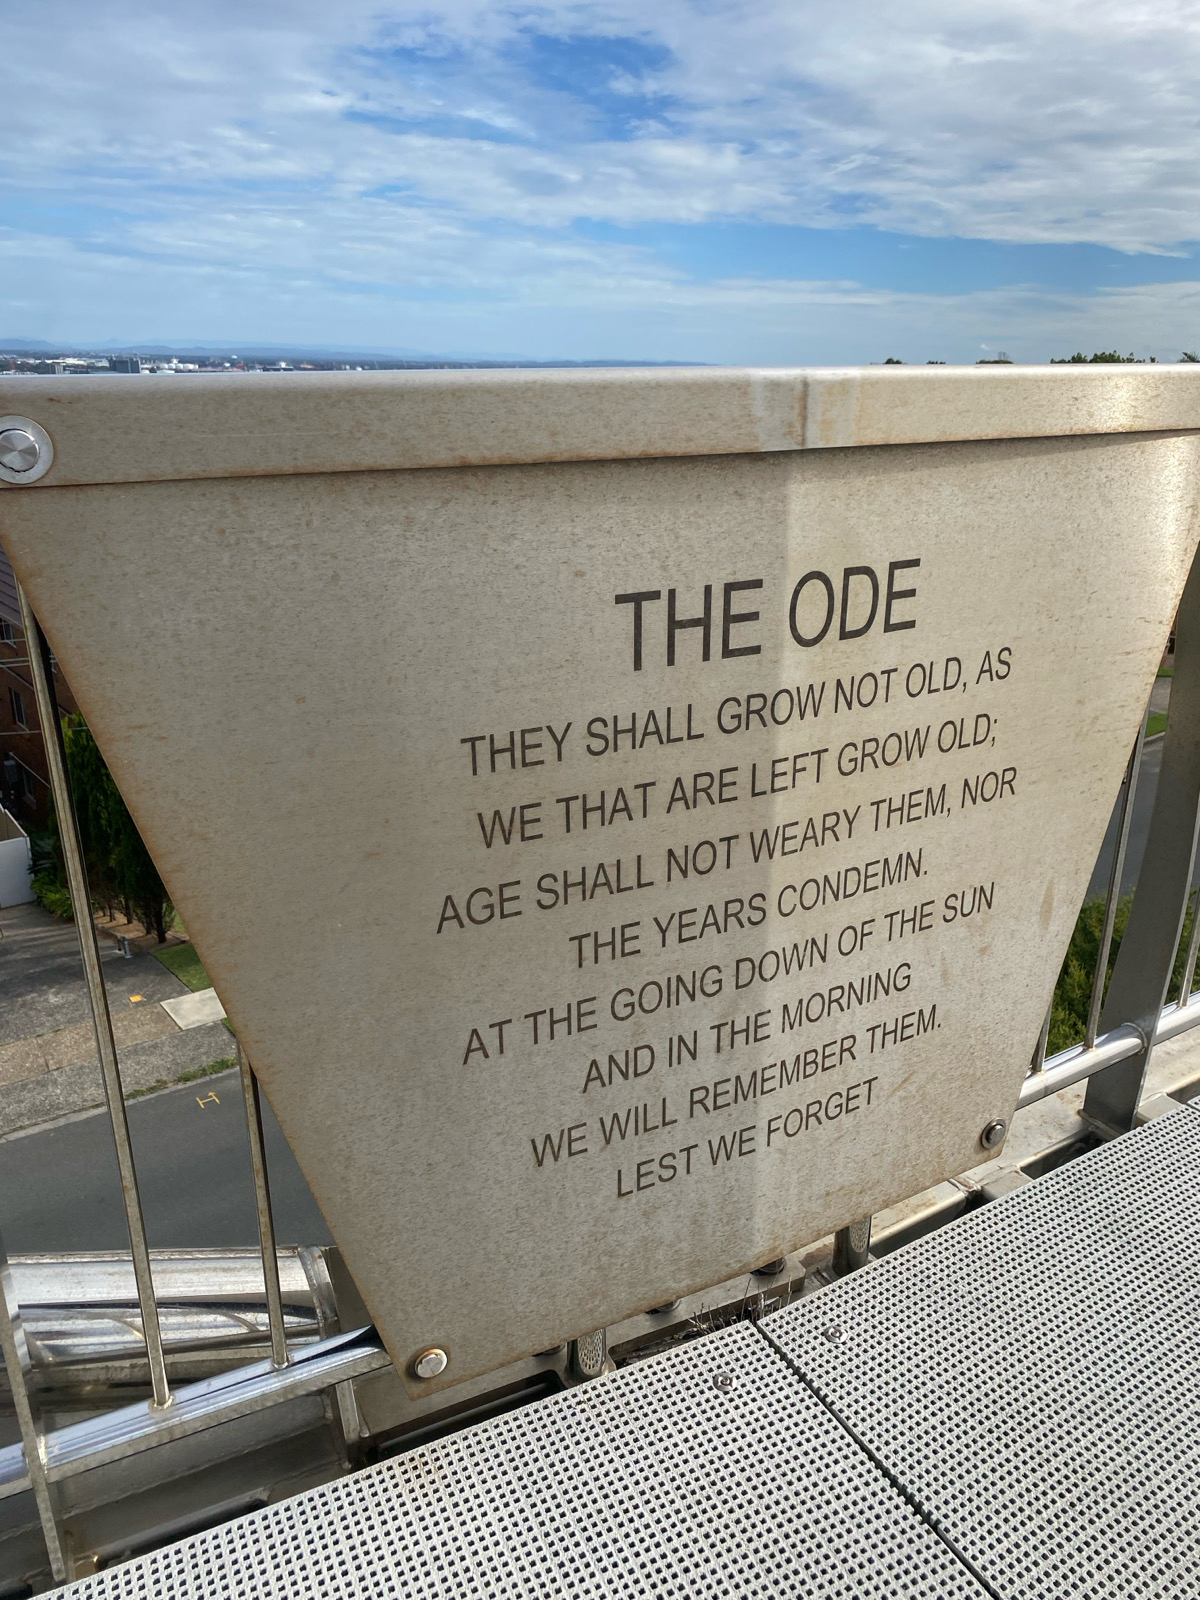 THE ODE
THEY SHALL GROW NOT OLD, AS
WE THAT ARE LEFT GROW OLD;
AGE SHALL NOT WEARY THEM, NOR
THE YEARS CONDEMN.
AT THE GOING DOWN OF THE SUN
AND IN THE MORNING
WE WILL REMEMBER THEM.
LEST WE FORGET